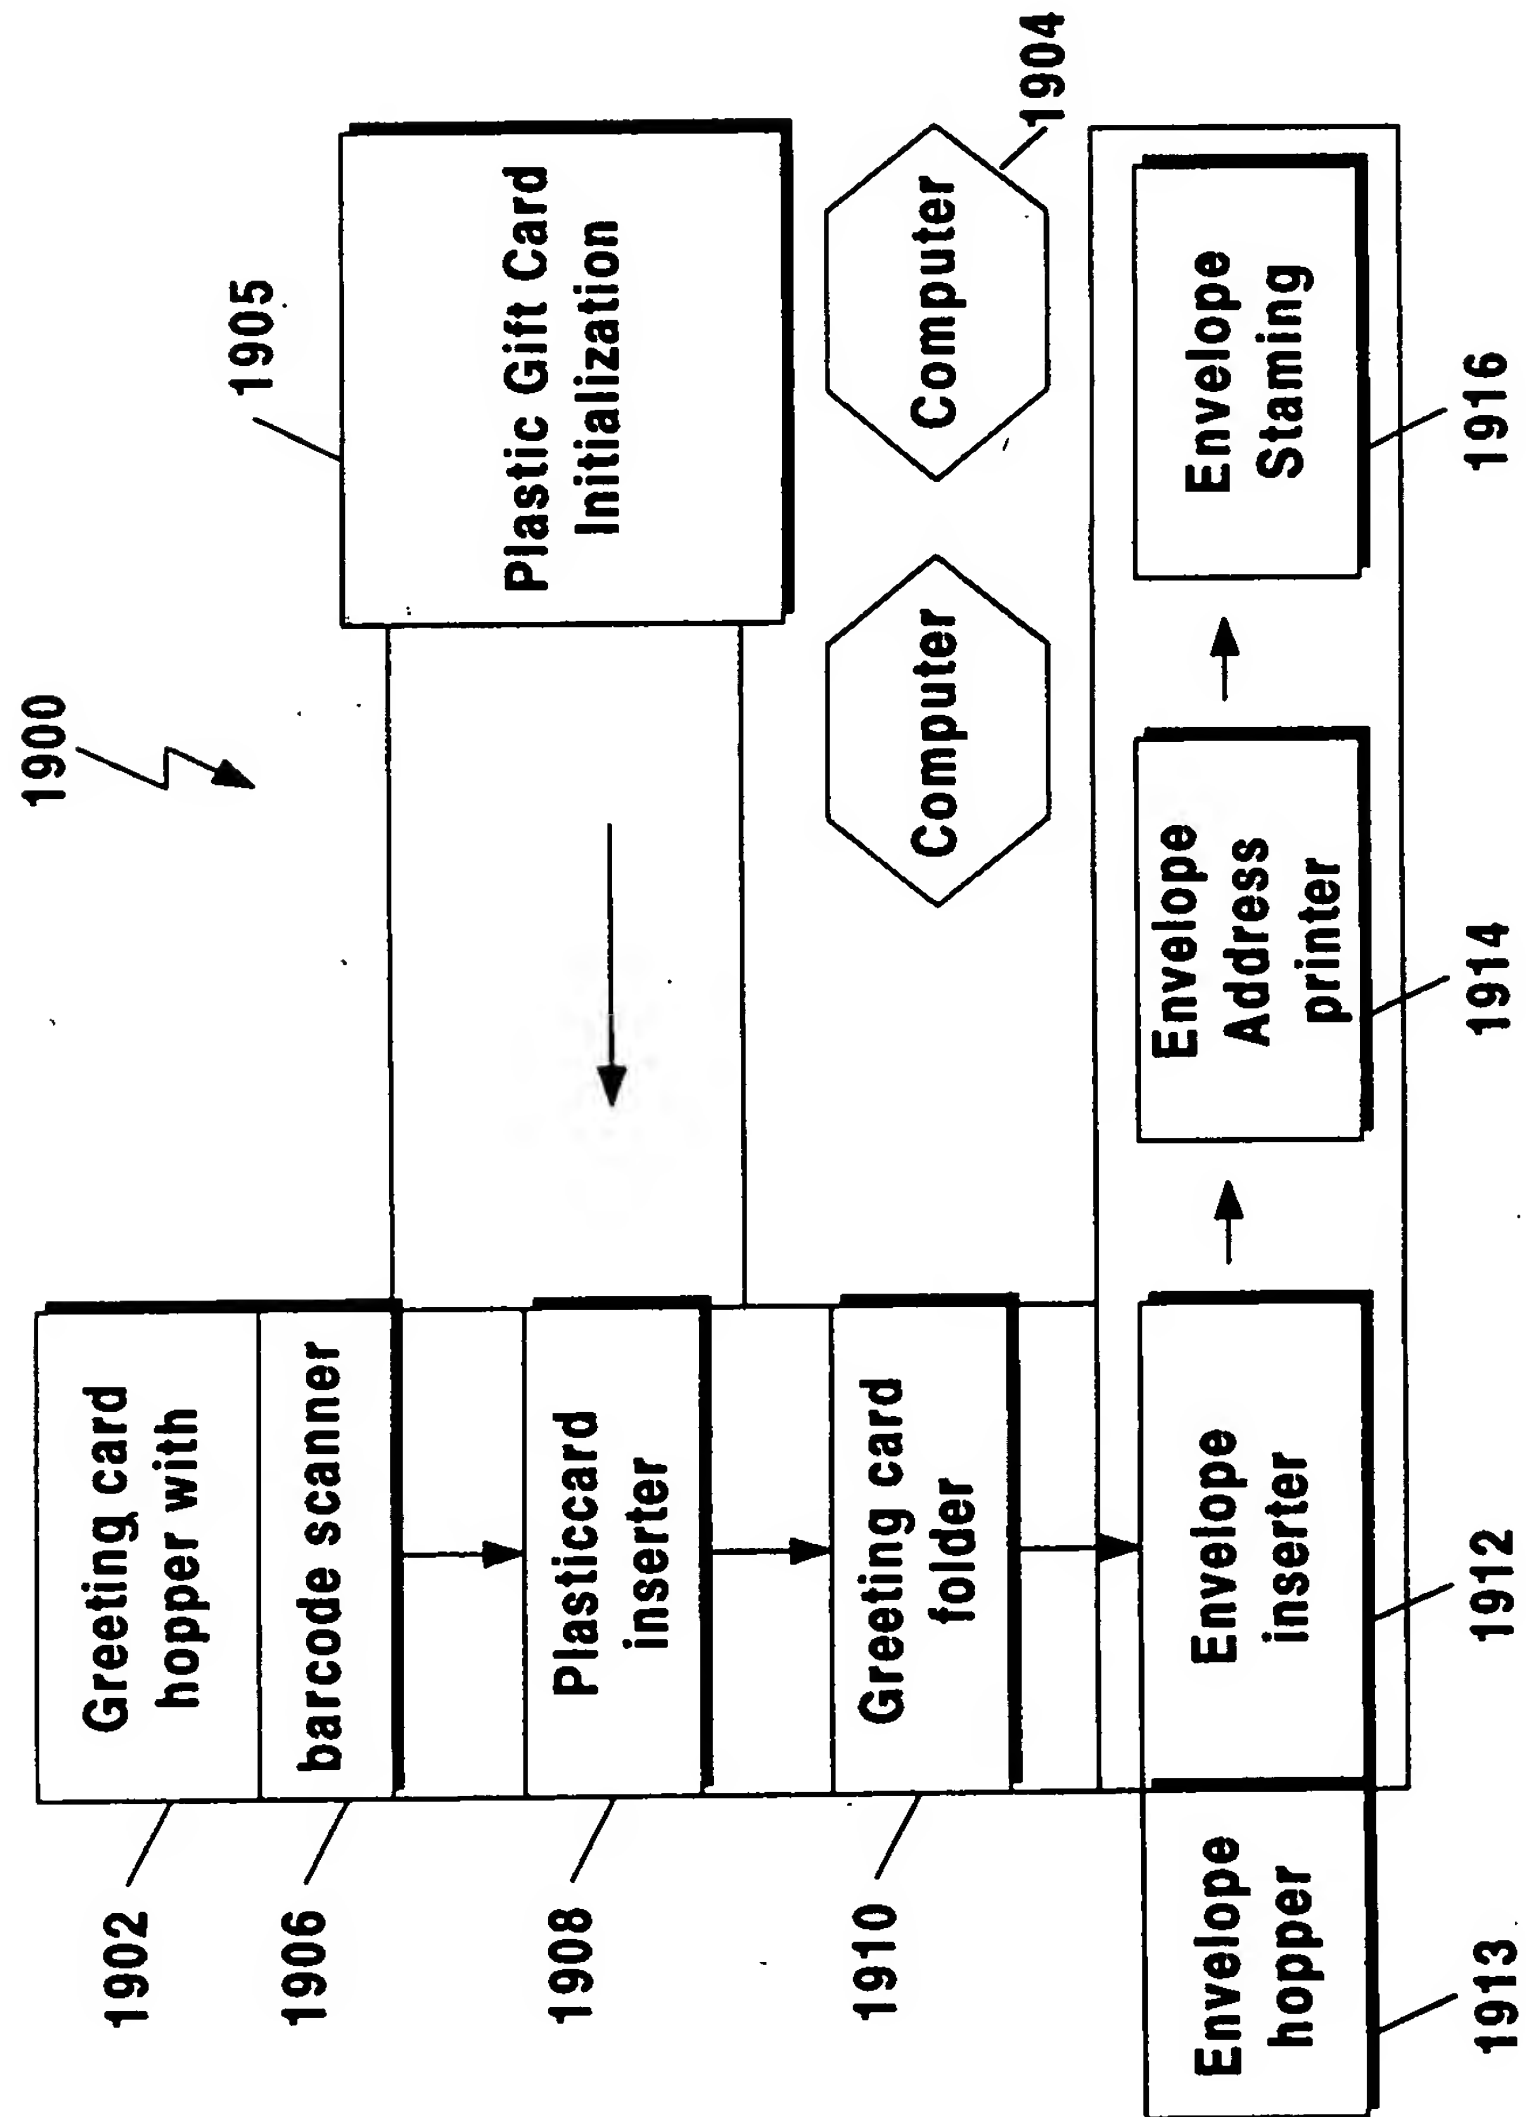 1900
1902
Greeting card
hopper with
1906
barcode scanner
1908
Plasticcard
inserter
1910
Greeting card
folder
1905
Plastic Gift Card
Initialization
Computer
Computer
1904
1913
Envelope
hopper
1912
Envelope
inserter
1914
Envelope
Address
printer
1916
Envelope
Staming